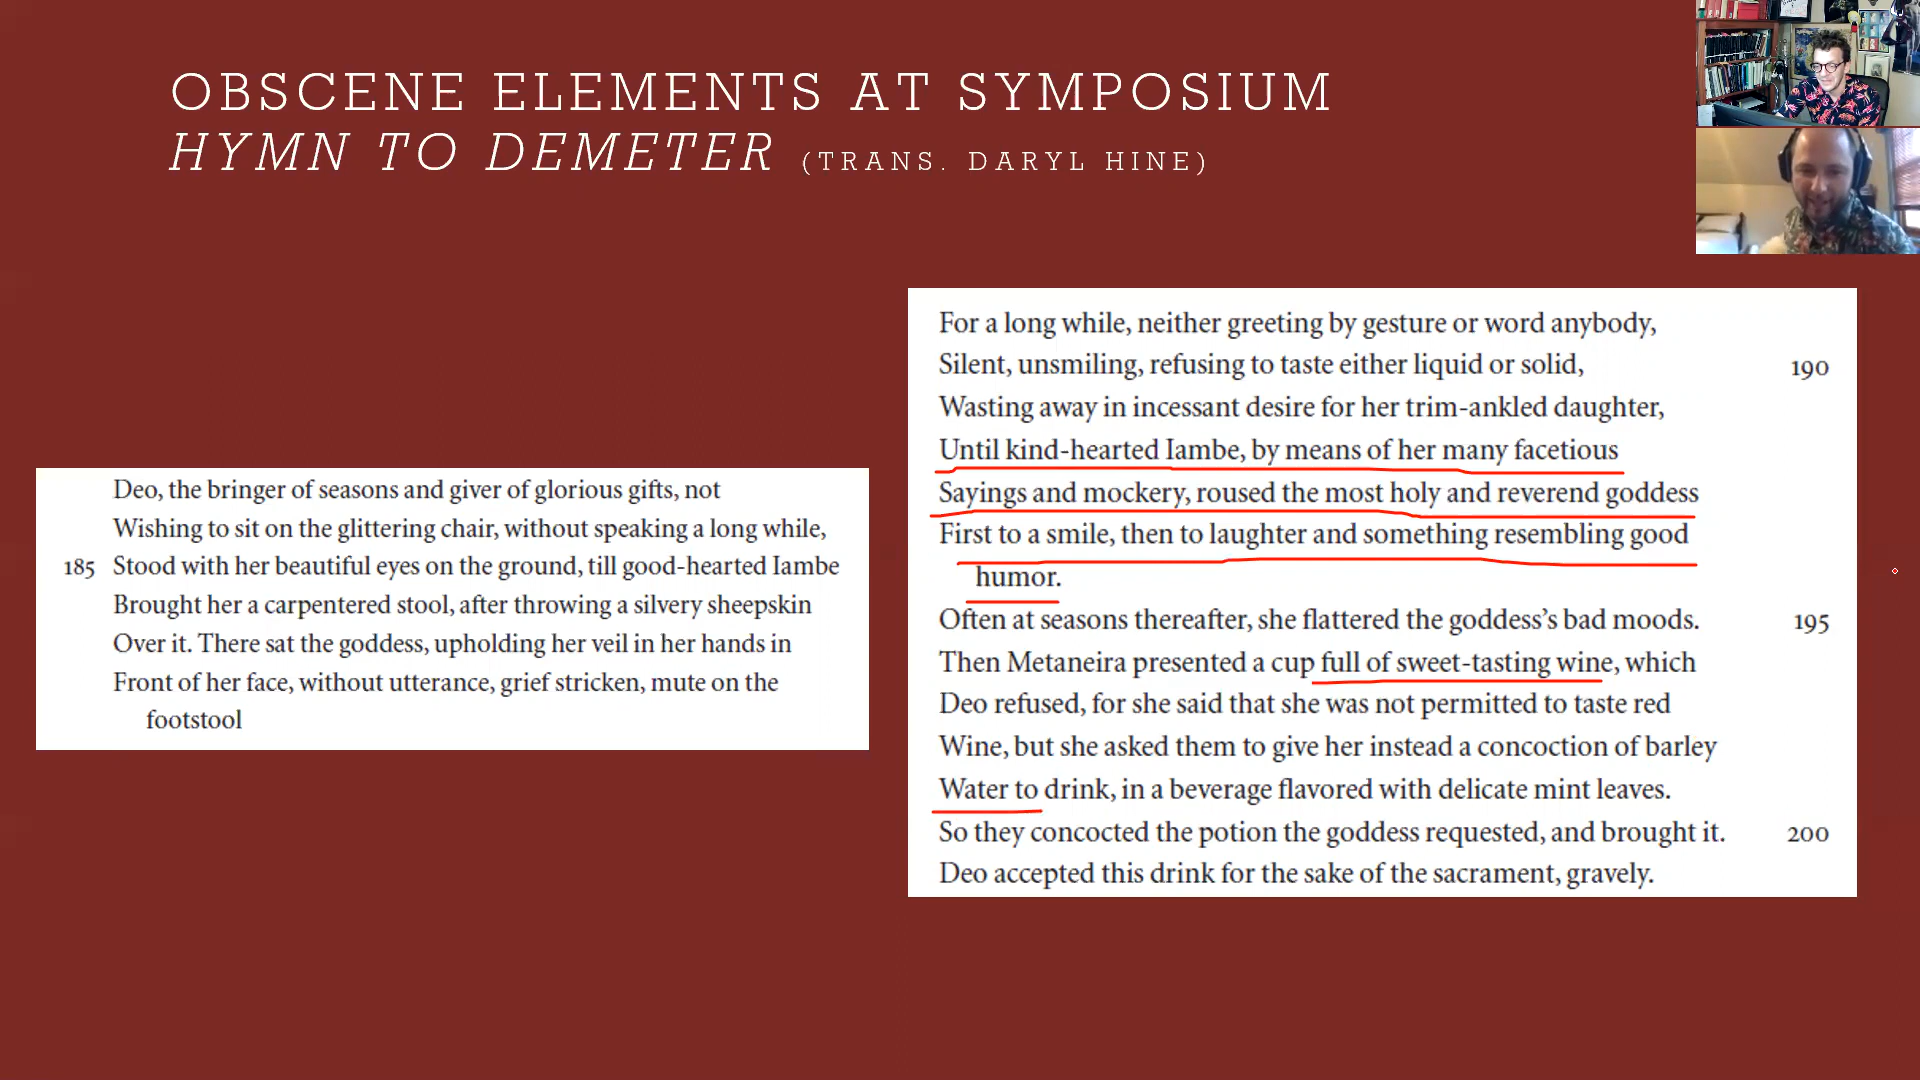 OBSCENE ELEMENTS AT SYMPOSIUM
HYMN TO DEMETER (TRANS. DARYL HINE)
Deo, the bringer of seasons and giver of glorious gifts, not
Wishing to sit on the glittering chair, without speaking a long while,
185 Stood with her beautiful eyes on the ground, till good-hearted Iambe
Brought her a carpentered stool, after throwing a silvery sheepskin
Over it. There sat the goddess, upholding her veil in her hands in
Front of her face, without utterance, grief stricken, mute on the
footstool
For a long while, neither greeting by gesture or word anybody,
Silent, unsmiling, refusing to taste either liquid or solid, 190
Wasting away in incessant desire for her trim-ankled daughter,
Until kind-hearted Iambe, by means of her many facetious
Sayings and mockery, roused the most holy and reverend goddess
First to a smile, then to laughter and something resembling good
humor.
Often at seasons thereafter, she flattered the goddess's bad moods. 195
Then Metaneira presented a cup full of sweet-tasting wine, which
Deo refused, for she said that she was not permitted to taste red
Wine, but she asked them to give her instead a concoction of barley
Water to drink, in a beverage flavored with delicate mint leaves.
So they concocted the potion the goddess requested, and brought it. 200
Deo accepted this drink for the sake of the sacrament, gravely.